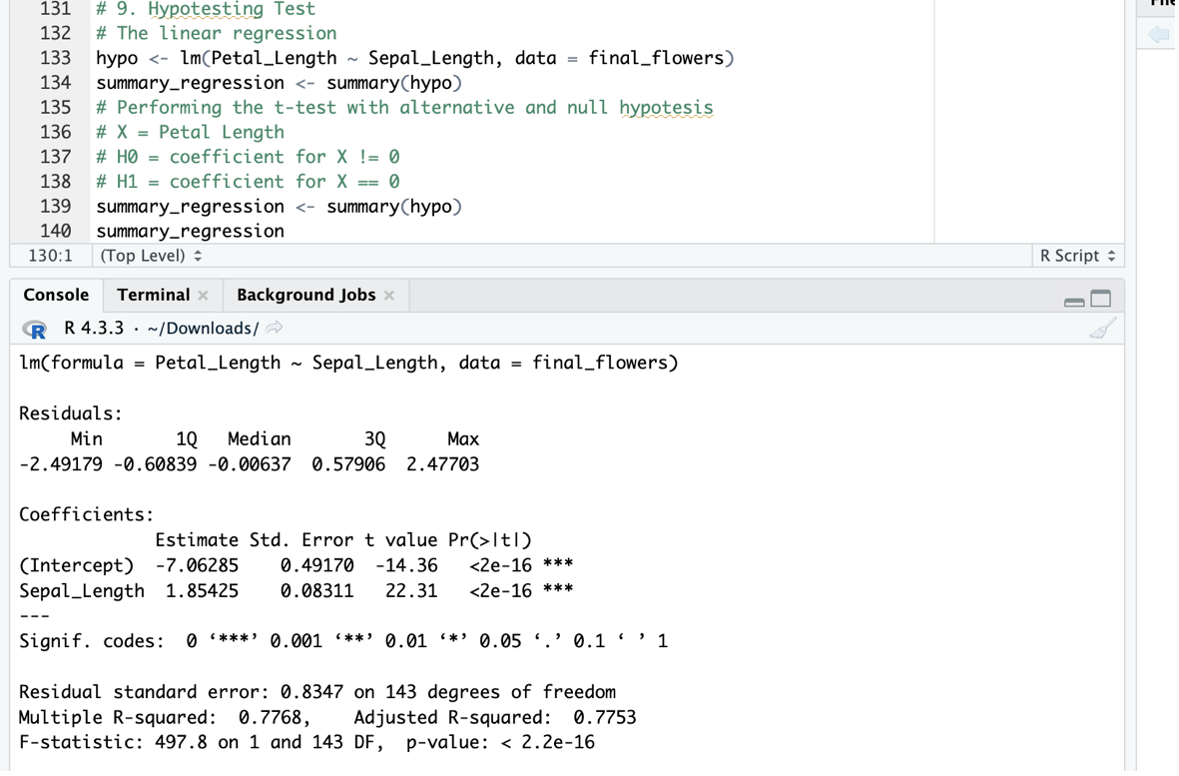 131 # 9. Hypotesting Test
132 # The linear regression
133 hypo <- lm(Petal_Length ~ Sepal_Length, data = final_flowers)
134 summary_regression <- summary(hypo)
135 # Performing the t-test with alternative and null hypotesis
136 # X = Petal Length
137 # H0 = coefficient for X != 0
138 # H1 = coefficient for X == 0
139 summary_regression <- summary(hypo)
140 summary_regression
130:1 (Top Level) R Script
Console Terminal Background Jobs
R R 4.3.3 · ~/Downloads/
lm(formula = Petal_Length ~ Sepal_Length, data = final_flowers)
Residuals:
Min 1Q Median 3Q Max
-2.49179 -0.60839 -0.00637 0.57906 2.47703
Coefficients:
Estimate Std. Error t value Pr(>|t|)
(Intercept) -7.06285 0.49170 -14.36 <2e-16 ***
Sepal_Length 1.85425 0.08311 22.31 <2e-16 ***
---
Signif. codes: 0 ‘***’ 0.001 ‘**’ 0.01 ‘*’ 0.05 ‘.’ 0.1 ‘ ’ 1
Residual standard error: 0.8347 on 143 degrees of freedom
Multiple R-squared: 0.7768, Adjusted R-squared: 0.7753
F-statistic: 497.8 on 1 and 143 DF, p-value: < 2.2e-16